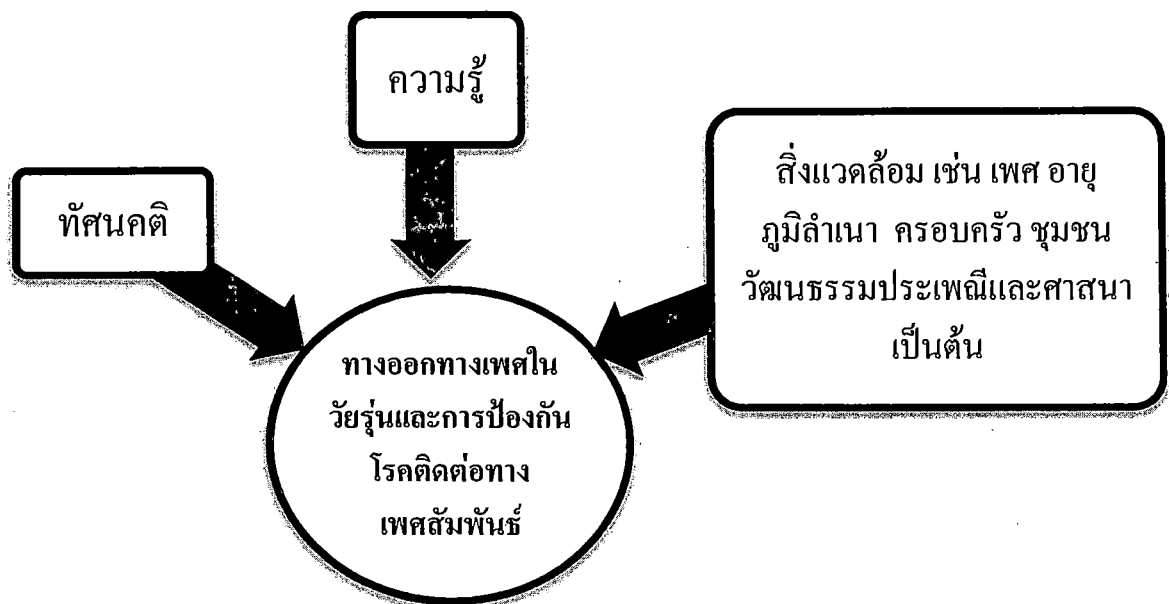 ความรู้
ทัศนคติ
สิ่งแวดล้อม เช่น เพศ อายุ
ภูมิลำเนา ครอบครัว ชุมชน
วัฒนธรรมประเพณีและศาสนา
เป็นต้น
ทางออกทางเพศใน
วัยรุ่นและการป้องกัน
โรคติดต่อทาง
เพศสัมพันธ์